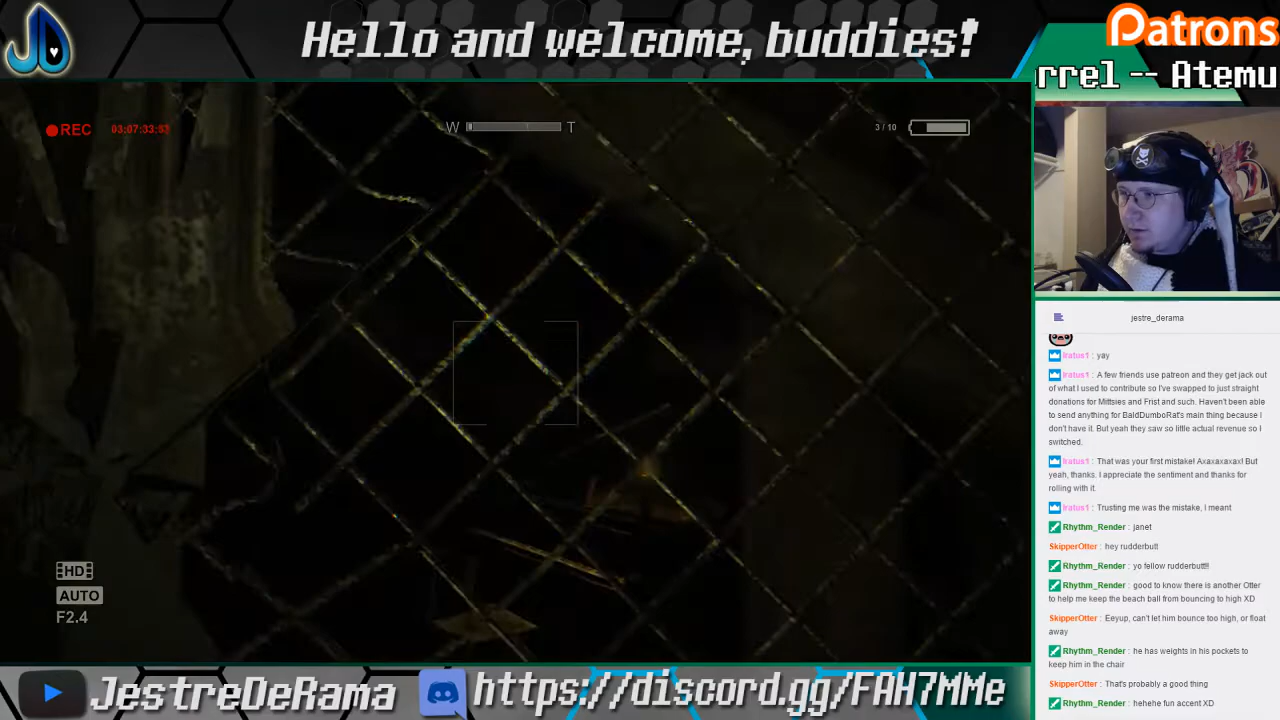 Hello and welcome, buddies!
Patrons
rrel -- Atemu
REC 03:07:33:53
W T
3 / 10
HD
AUTO
F2.4
jestre_derama
Iratus1 : yay
Iratus1 : A few friends use patreon and they get jack out
of what I used to contribute so I've swapped to just straight
donations for Mittsies and Frist and such. Haven't been able
to send anything for BaldDumboRat's main thing because I
don't have it. But yeah they saw so little actual revenue so I
switched.
Iratus1 : That was your first mistake! Axaxaxaxax! But
yeah, thanks. I appreciate the sentiment and thanks for
rolling with it.
Iratus1 : Trusting me was the mistake, I meant
Rhythm_Render : janet
SkipperOtter : hey rudderbutt
Rhythm_Render : yo fellow rudderbutt!!
Rhythm_Render : good to know there is another Otter
to help me keep the beach ball from bouncing to high XD
SkipperOtter : Eeyup, can't let him bounce too high, or float
away
Rhythm_Render : he has weights in his pockets to
keep him in the chair
SkipperOtter : That's probably a good thing
Rhythm_Render : hehehe fun accent XD
JestreDeRama
https://discord.gg/FAH7MMe